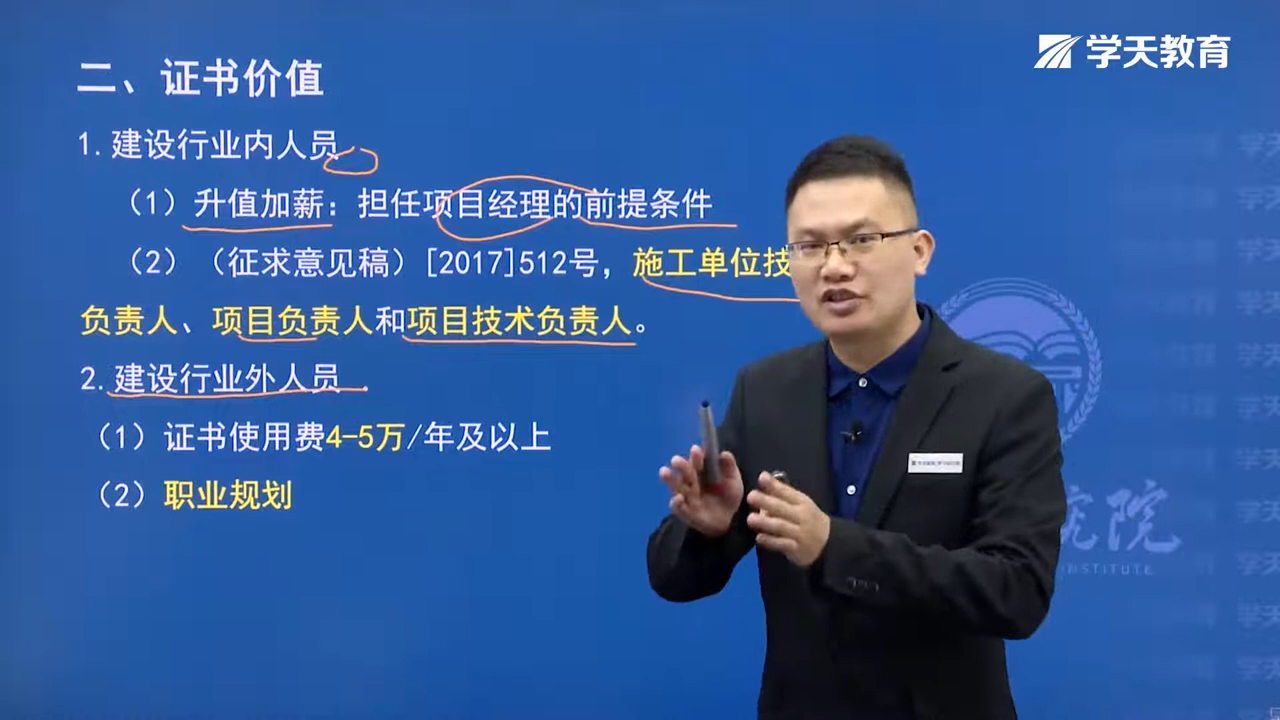 学天教育
二、证书价值
1.建设行业内人员
（1）升值加薪：担任项目经理的前提条件
（2）（征求意见稿）[2017]512号，施工单位技
负责人、项目负责人和项目技术负责人。
2.建设行业外人员
（1）证书使用费4-5万/年及以上
（2）职业规划
院
INSTITUTE